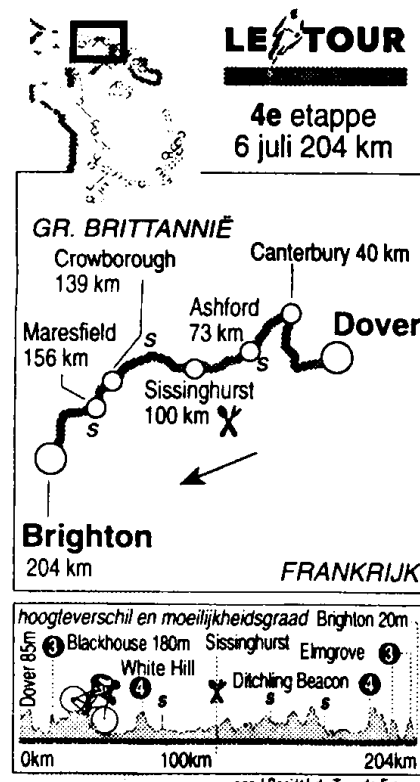 LE TOUR
4e etappe
6 juli 204 km
GR. BRITTANNIË
Crowborough
139 km
Canterbury 40 km
Ashford
73 km
Dover
Maresfield
156 km
S
S
S
Sissinghurst
100 km
Brighton
204 km
FRANKRIJK
hoogteverschil en moeilijkheidsgraad Brighton 20m
Dover 85m
3 Blackhouse 180m Sissinghurst Elmgrove 3
White Hill 4 Ditchling Beacon 4
s s s
0km 100km 204km